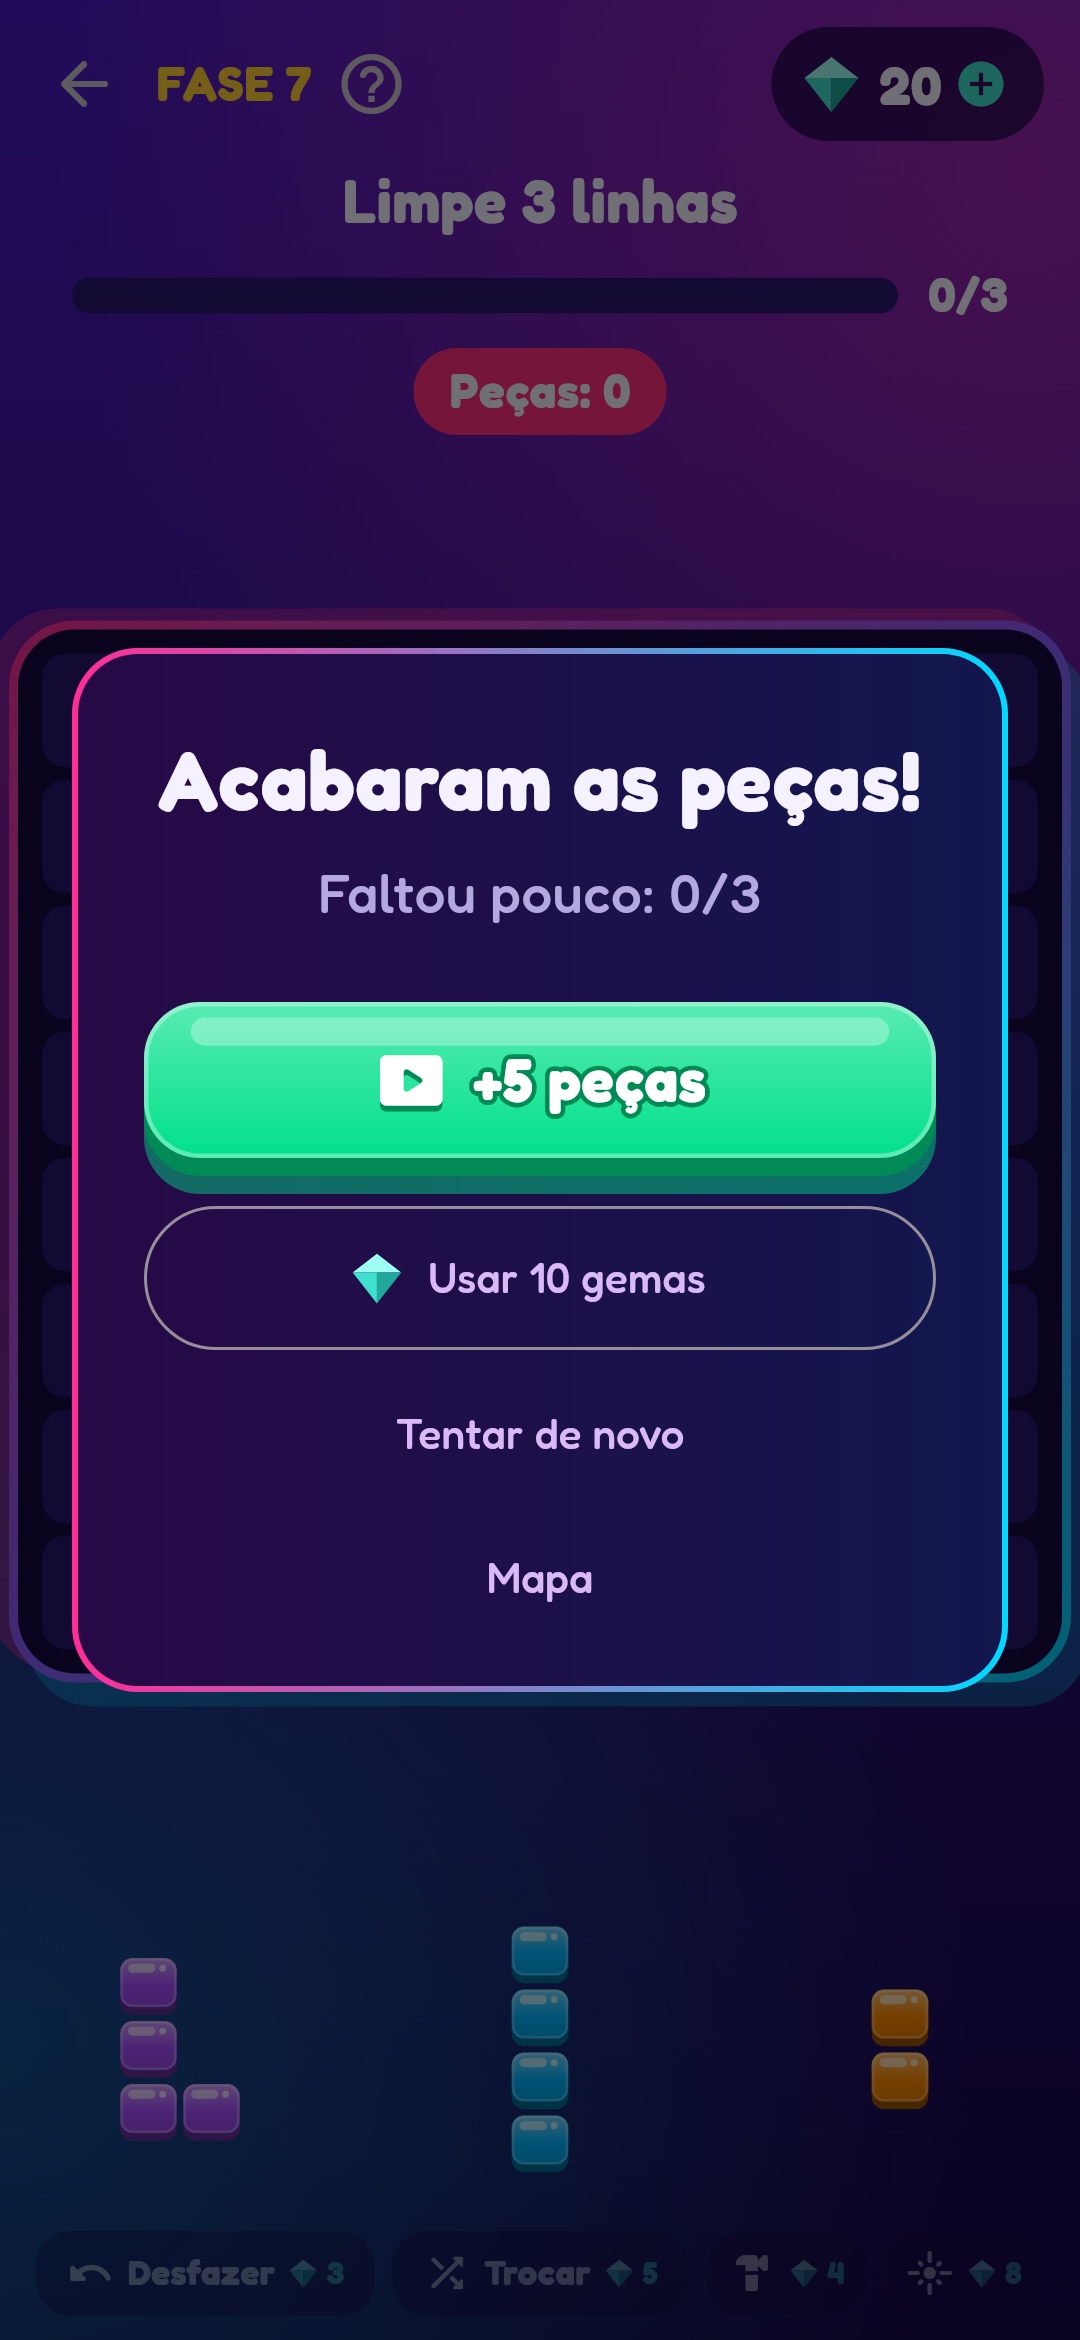 FASE 7
20
Limpe 3 linhas
0/3
Peças: 0
Acabaram as peças!
Faltou pouco: 0/3
+5 peças
Usar 10 gemas
Tentar de novo
Mapa
Desfazer 3
Trocar 5
4
8